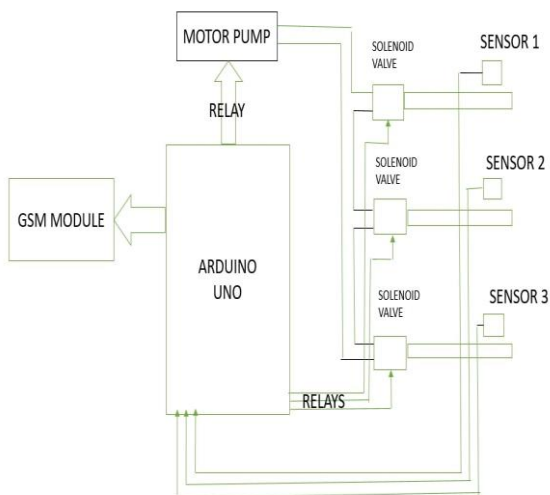 MOTOR PUMP
SOLENOID
VALVE
SENSOR 1
RELAY
SOLENOID
VALVE
SENSOR 2
GSM MODULE
ARDUINO
UNO
SOLENOID
VALVE
SENSOR 3
RELAYS